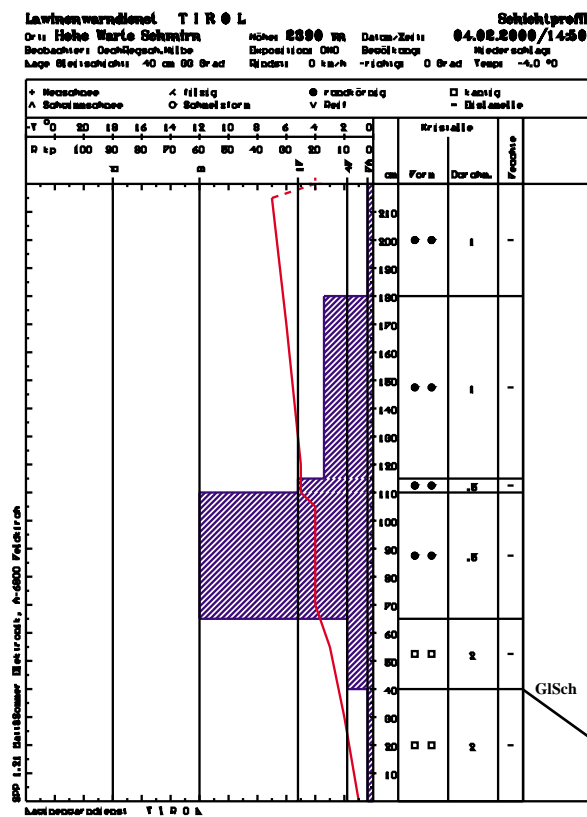 Lawinenwarndienst T I R O L Schichtprofil
Ort: Hohe Warte Schmirn Höhe: 2390 m Datum/Zeit: 04.02.2000/14:50
Exposition: ONO Bewölkung: Niederschlag:
40 cm 0 km/h -richtg: 0 Grad Temp: -4.0 °C
+ Neuschnee filzig rundkörnig kantig
Schwimmschnee Schmelzform Reif Eislamelle
-T ° 0 20 18 16 14 12 10 8 6 4 2 0 Kristalle
R kp 100 90 80 70 60 50 40 30 20 10 0 cm Form Durchm. Feuchte
210
200 1 -
190
180
170
160
150 1 -
140
130
120
.5 -
110
100
90 .5 -
80
70
60
50 2 -
40 GlSch
30
20 2 -
10
Lawinenwarndienst T I R O L